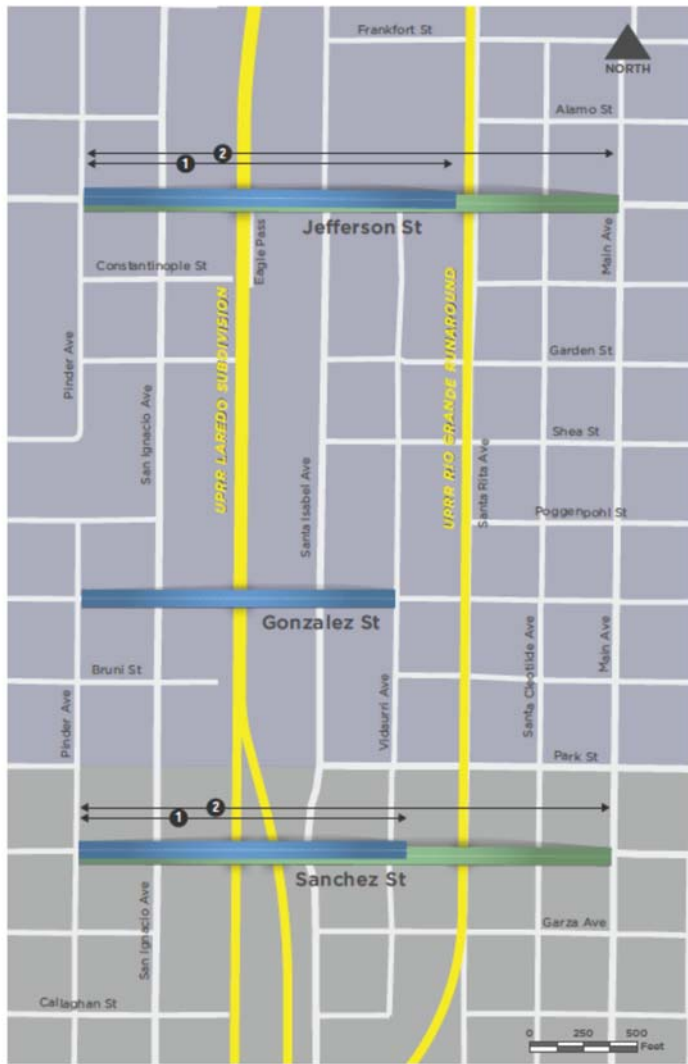 Frankfort St
NORTH
Alamo St
2
1
Jefferson St
Eagle Pass
Main Ave
Constantinople St
UPRR LAREDO SUBDIVISION
UPRR RIO GRANDE RUNAROUND
Pinder Ave
Garden St
San Ignacio Ave
Shea St
Santa Isabel Ave
Santa Rita Ave
Poggenpohl St
Gonzalez St
Bruni St
Santa Cleotilde Ave
Main Ave
Pinder Ave
Vidaurri Ave
Park St
2
1
Sanchez St
San Ignacio Ave
Garza Ave
Callaghan St
0 250 500
Feet